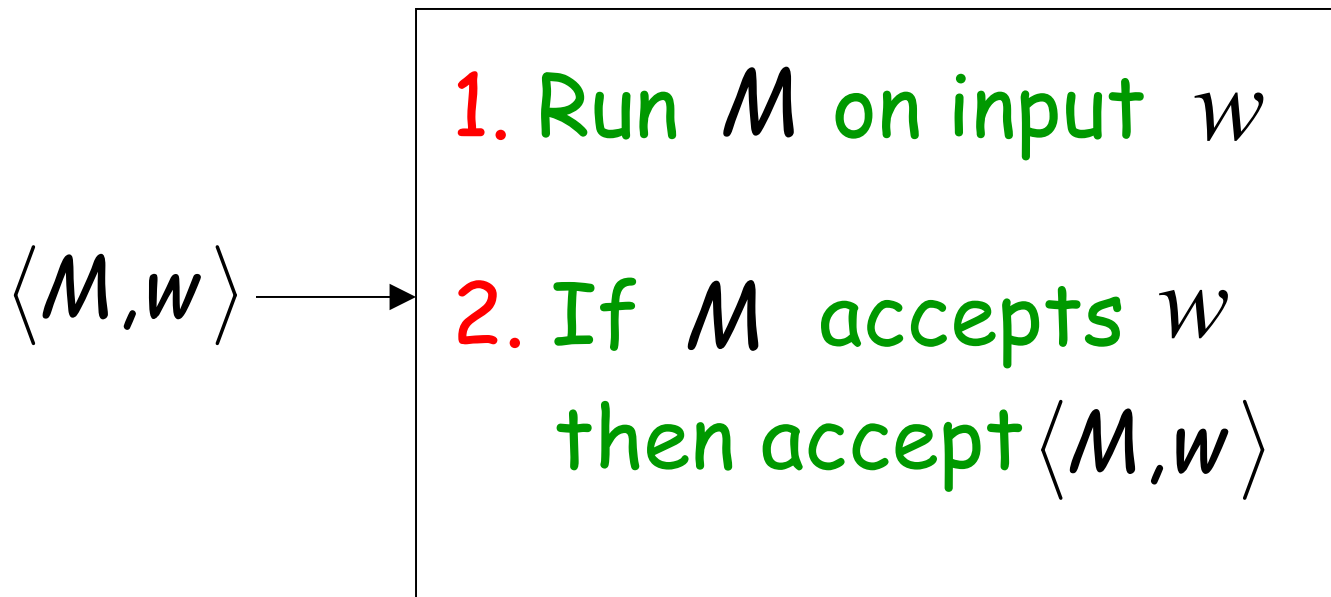 1. Run M on input w
⟨M,w⟩
2. If M accepts w
then accept ⟨M,w⟩